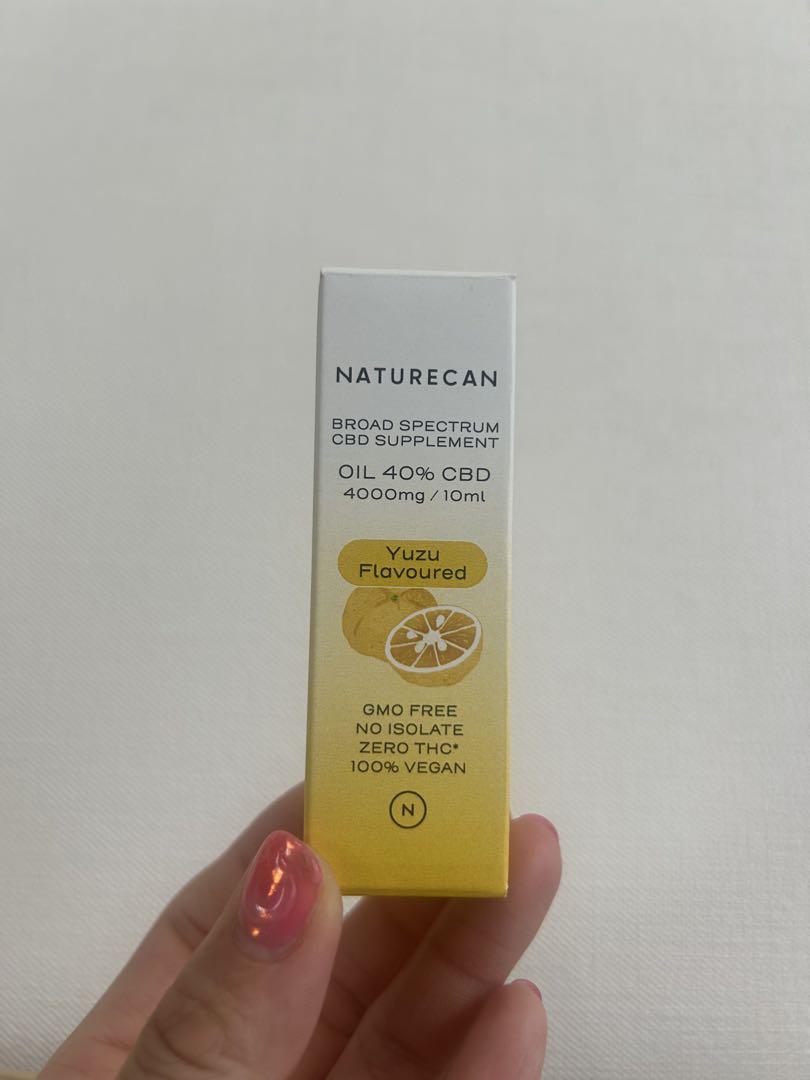 NATURECAN
BROAD SPECTRUM
CBD SUPPLEMENT
OIL 40% CBD
4000mg / 10ml
Yuzu
Flavoured
GMO FREE
NO ISOLATE
ZERO THC*
100% VEGAN
N